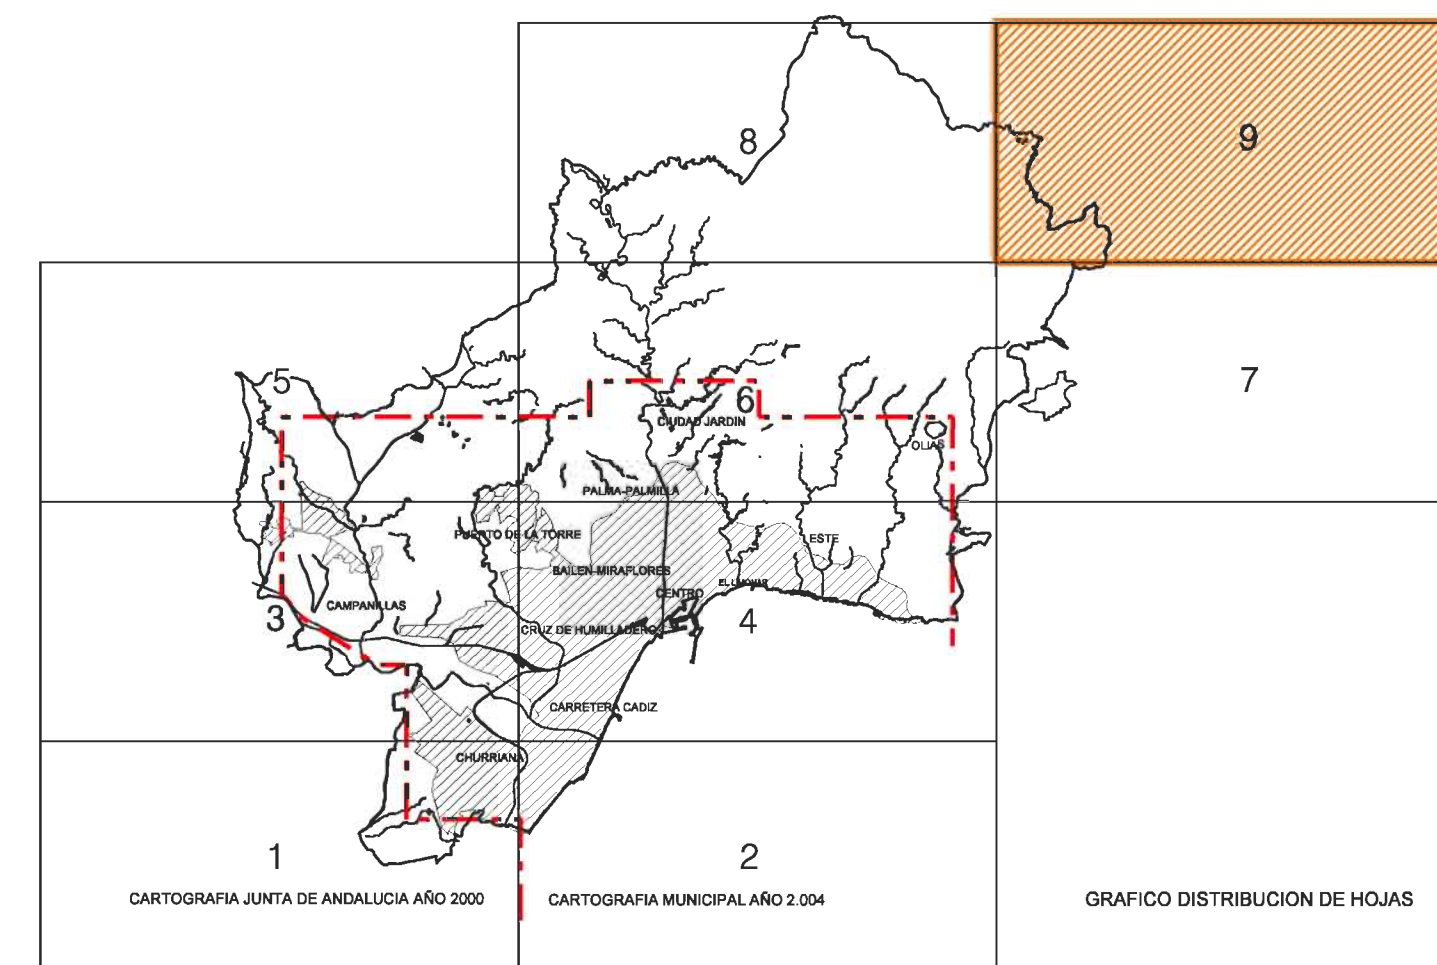 8
9
5
6
7
CIUDAD JARDIN
OLIAS
PALMA-PALMILLA
PUERTO DE LA TORRE
LESTE
BAILEN MIRAFLORES
EL LIMONAR
CENTRO
CAMPANILLAS
3
CRUZ DE HUMILLADERO
4
CARRETERA CADIZ
CHURRIANA
1
2
CARTOGRAFIA JUNTA DE ANDALUCIA AÑO 2000
CARTOGRAFIA MUNICIPAL AÑO 2.004
GRAFICO DISTRIBUCION DE HOJAS